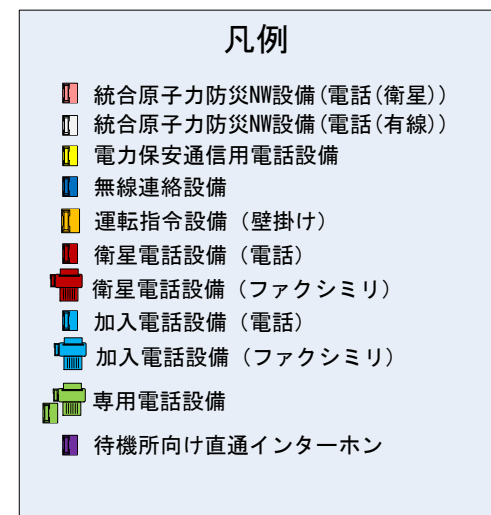 凡例
統合原子力防災NW設備(電話(衛星))
統合原子力防災NW設備(電話(有線))
電力保安通信用電話設備
無線連絡設備
運転指令設備（壁掛け）
衛星電話設備（電話）
衛星電話設備（ファクシミリ）
加入電話設備（電話）
加入電話設備（ファクシミリ）
専用電話設備
待機所向け直通インターホン